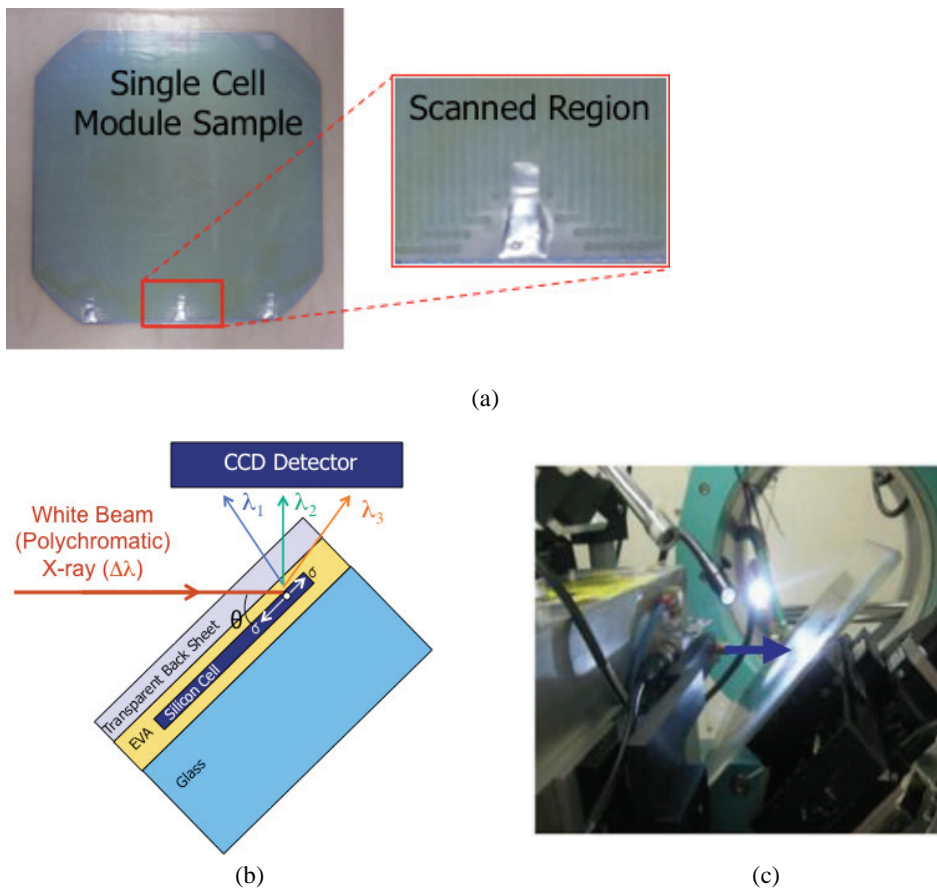 Single Cell
Module Sample
Scanned Region
(a)
CCD Detector
λ1
λ2
λ3
White Beam
(Polychromatic)
X-ray (Δλ)
θ
σ
σ
Transparent Back Sheet
EVA
Silicon Cell
Glass
(b)
(c)